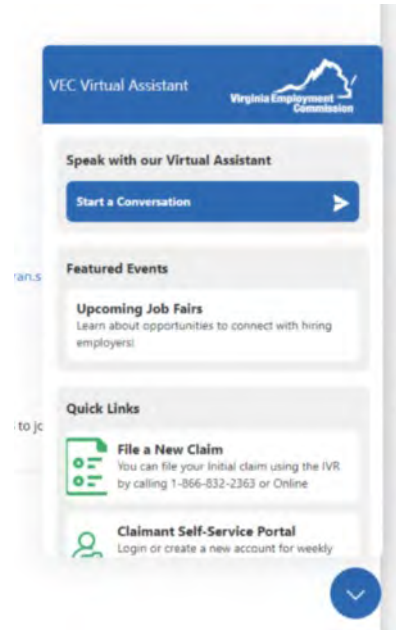 VEC Virtual Assistant
Virginia Employment
Commission
Speak with our Virtual Assistant
Start a Conversation
Featured Events
Upcoming Job Fairs
Learn about opportunities to connect with hiring
employers!
Quick Links
to jo
File a New Claim
You can file your Initial claim using the IVR
by calling 1-866-832-2363 or Online
Claimant Self-Service Portal
Login or create a new account for weekly